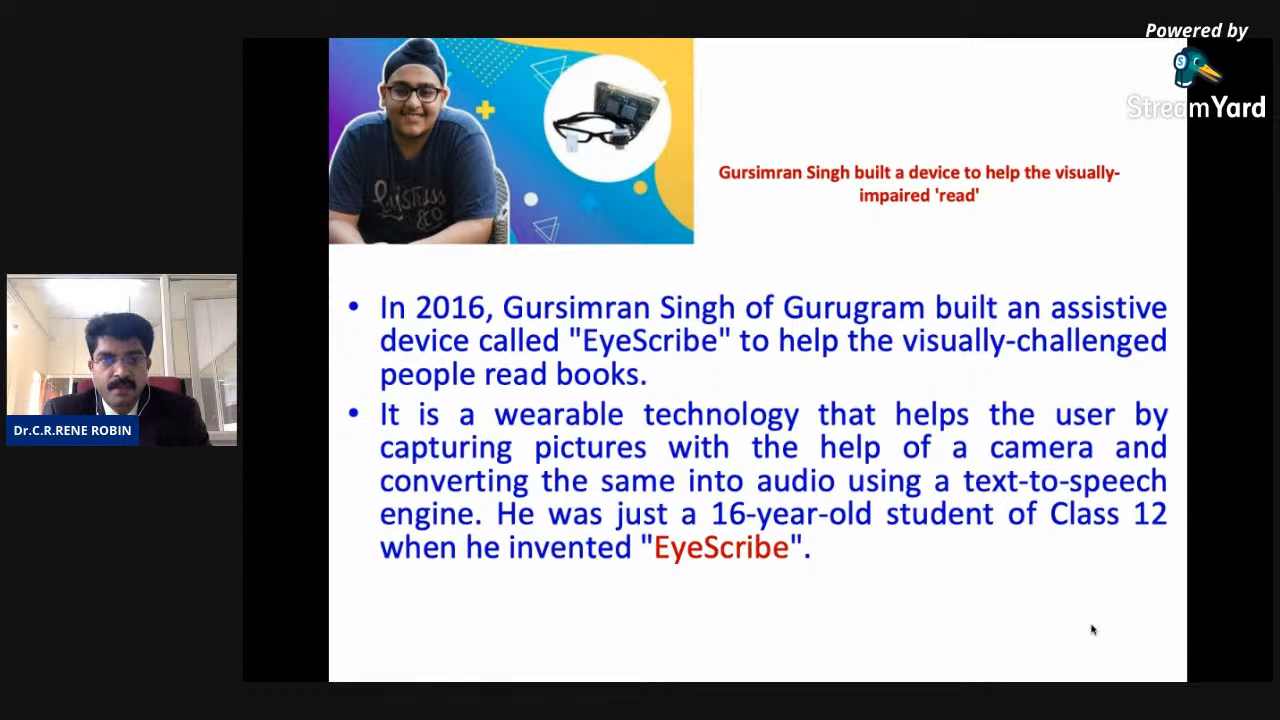 Powered by
StreamYard
Gursimran Singh built a device to help the visually-
impaired 'read'
• In 2016, Gursimran Singh of Gurugram built an assistive
device called "EyeScribe" to help the visually-challenged
people read books.
• It is a wearable technology that helps the user by
capturing pictures with the help of a camera and
converting the same into audio using a text-to-speech
engine. He was just a 16-year-old student of Class 12
when he invented "EyeScribe".
Dr.C.R.RENE ROBIN